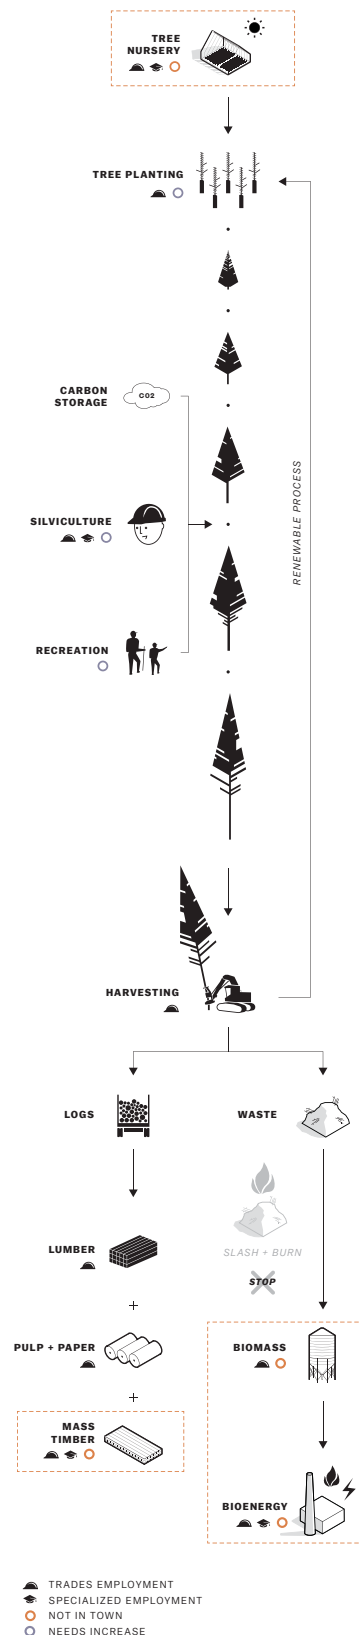 TREE
NURSERY
TREE PLANTING
CARBON
STORAGE
CO2
SILVICULTURE
RENEWABLE PROCESS
RECREATION
HARVESTING
LOGS
WASTE
SLASH + BURN
STOP
LUMBER
PULP + PAPER
BIOMASS
MASS
TIMBER
BIOENERGY
TRADES EMPLOYMENT
SPECIALIZED EMPLOYMENT
NOT IN TOWN
NEEDS INCREASE